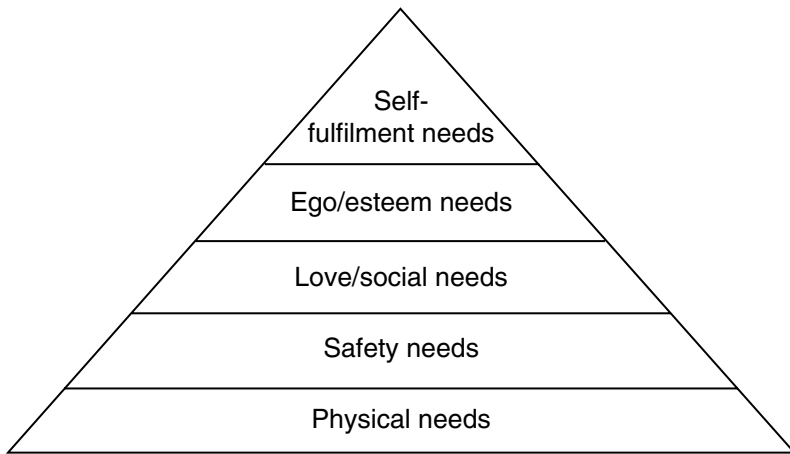 Self-
fulfilment needs
Ego/esteem needs
Love/social needs
Safety needs
Physical needs